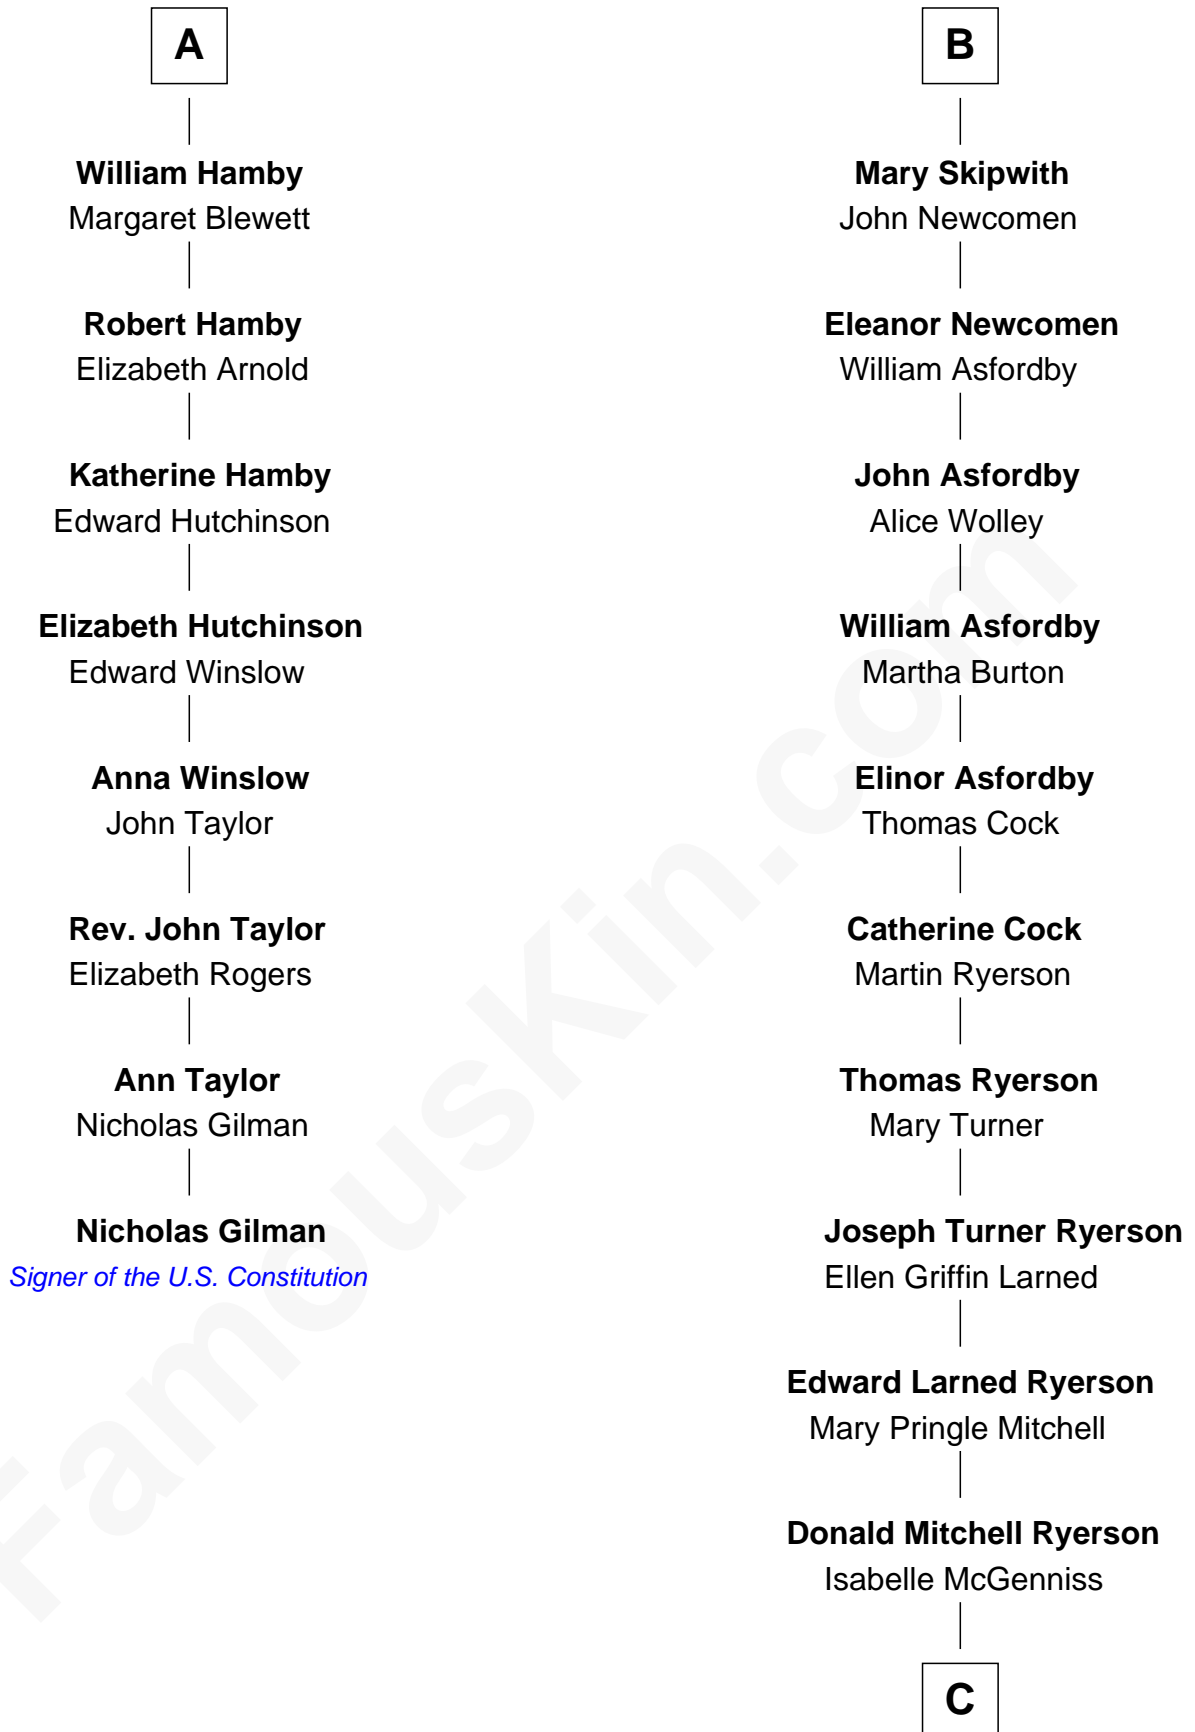 A
William Hamby
Margaret Blewett
Robert Hamby
Elizabeth Arnold
Katherine Hamby
Edward Hutchinson
Elizabeth Hutchinson
Edward Winslow
Anna Winslow
John Taylor
Rev. John Taylor
Elizabeth Rogers
Ann Taylor
Nicholas Gilman
Nicholas Gilman
Signer of the U.S. Constitution
B
Mary Skipwith
John Newcomen
Eleanor Newcomen
William Asfordby
John Asfordby
Alice Wolley
William Asfordby
Martha Burton
Elinor Asfordby
Thomas Cock
Catherine Cock
Martin Ryerson
Thomas Ryerson
Mary Turner
Joseph Turner Ryerson
Ellen Griffin Larned
Edward Larned Ryerson
Mary Pringle Mitchell
Donald Mitchell Ryerson
Isabelle McGenniss
C
FamousKin.com